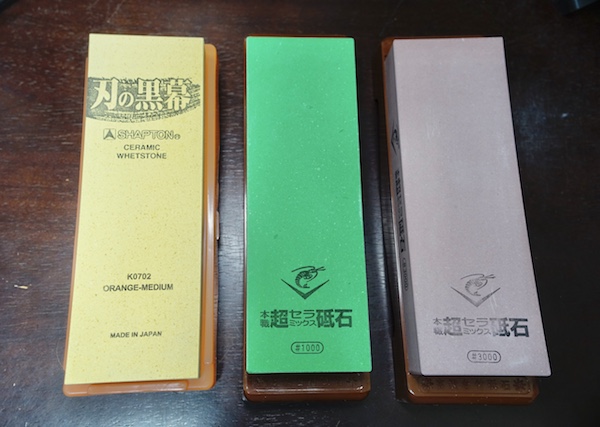 刃の黒幕
SHAPTON®
CERAMIC
WHETSTONE
K0702
ORANGE-MEDIUM
MADE IN JAPAN
本職 超セラミックス砥石
#1000
本職 超セラミックス砥石
#3000